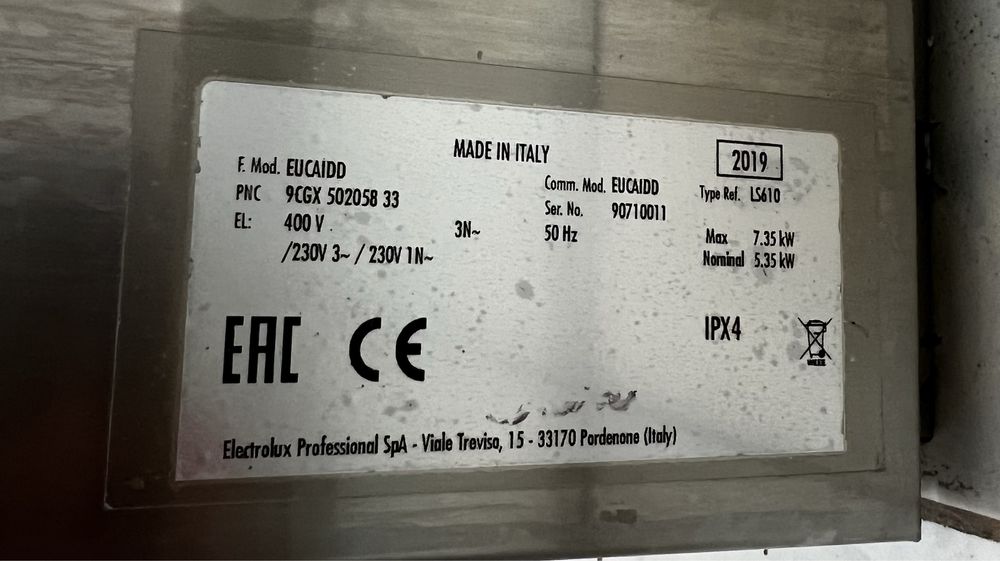 MADE IN ITALY
2019
F. Mod. EUCAIDD
Comm. Mod. EUCAIDD
Type Ref. LS610
PNC 9CGX 502058 33
Ser. No. 90710011
EL: 400 V 3N~ 50 Hz
Max 7.35 kW
/230V 3~ / 230V 1N~
Nominal 5.35 kW
EAC CE
IPX4
Electrolux Professional SpA - Viale Treviso, 15 - 33170 Pordenone (Italy)